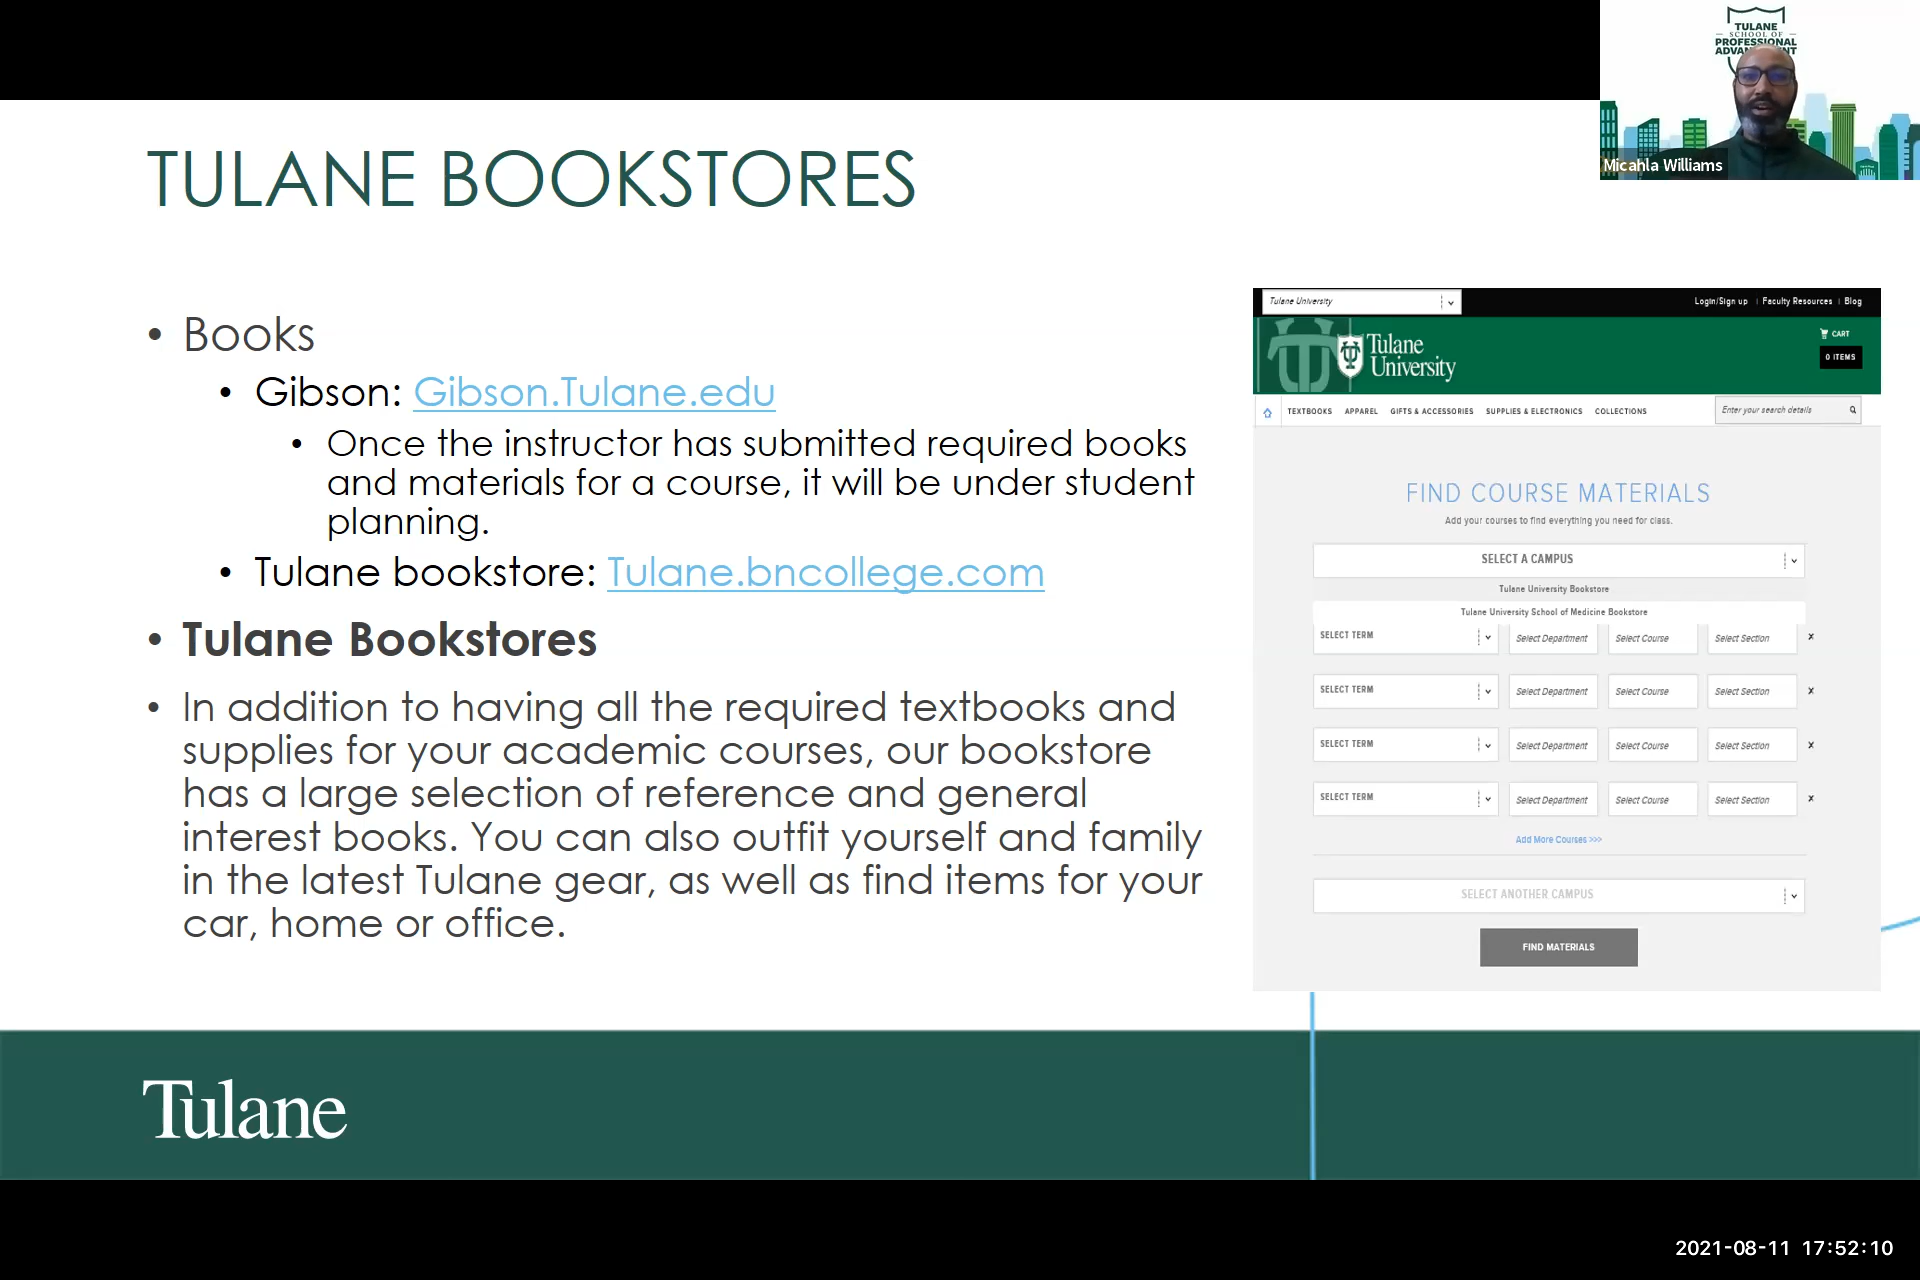 TULANE
SCHOOL OF
PROFESSIONAL
Micahla Williams
TULANE BOOKSTORES
• Books
• Gibson: Gibson.Tulane.edu
• Once the instructor has submitted required books
and materials for a course, it will be under student
planning.
• Tulane bookstore: Tulane.bncollege.com
• Tulane Bookstores
• In addition to having all the required textbooks and
supplies for your academic courses, our bookstore
has a large selection of reference and general
interest books. You can also outfit yourself and family
in the latest Tulane gear, as well as find items for your
car, home or office.
Tulane University
Login/Sign up | Faculty Resources | Blog
Tulane
University
CART
0 ITEMS
TEXTBOOKS APPAREL GIFTS & ACCESSORIES SUPPLIES & ELECTRONICS COLLECTIONS
Enter your search details
FIND COURSE MATERIALS
Add your courses to find everything you need for class.
SELECT A CAMPUS
Tulane University Bookstore
Tulane University School of Medicine Bookstore
SELECT TERM Select Department Select Course Select Section x
SELECT TERM Select Department Select Course Select Section x
SELECT TERM Select Department Select Course Select Section x
SELECT TERM Select Department Select Course Select Section x
Add More Courses >>>
SELECT ANOTHER CAMPUS
FIND MATERIALS
Tulane
2021-08-11 17:52:10